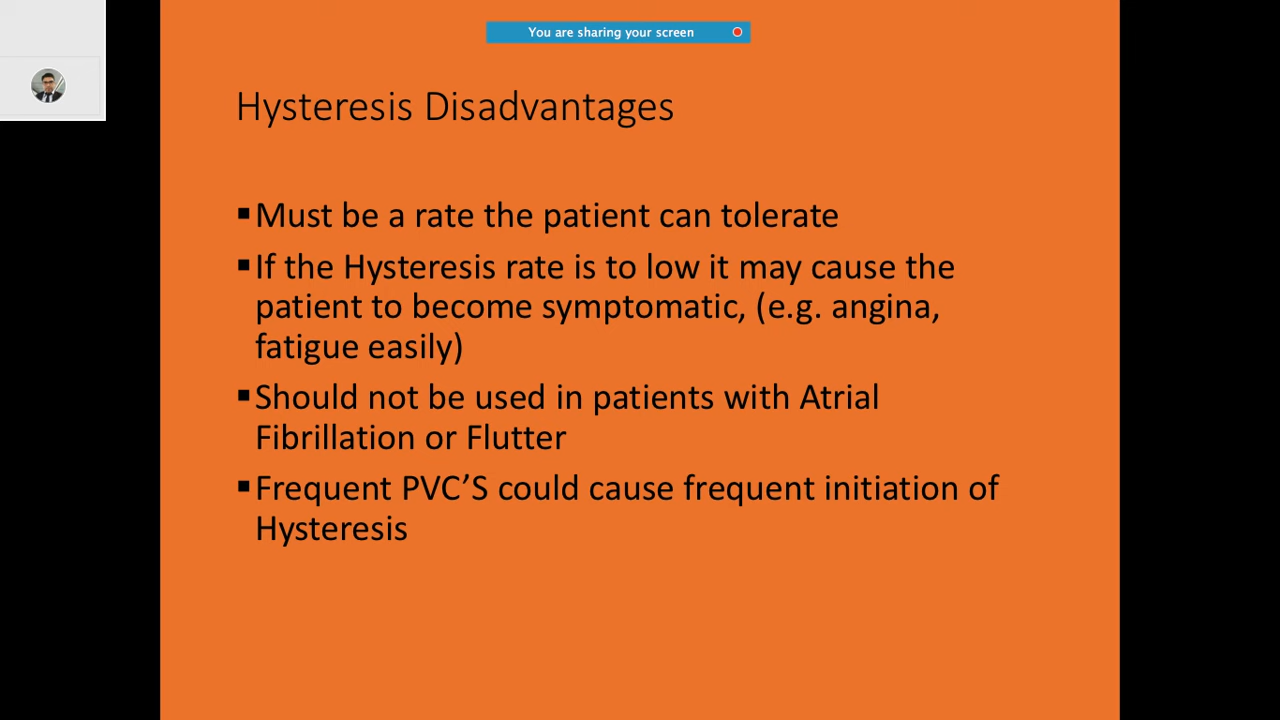 You are sharing your screen
Hysteresis Disadvantages
▪Must be a rate the patient can tolerate
▪If the Hysteresis rate is to low it may cause the
patient to become symptomatic, (e.g. angina,
fatigue easily)
▪Should not be used in patients with Atrial
Fibrillation or Flutter
▪Frequent PVC’S could cause frequent initiation of
Hysteresis